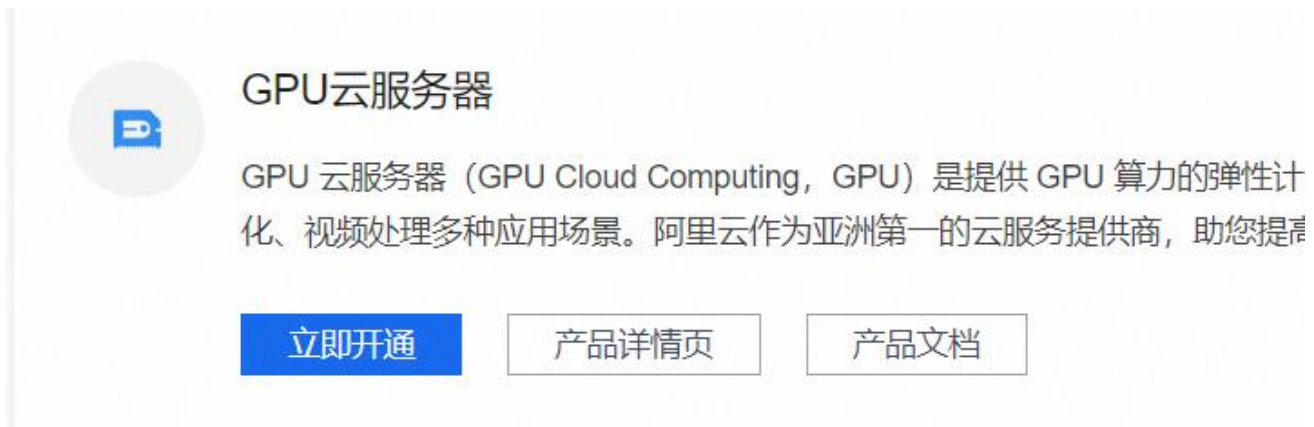 GPU云服务器
GPU 云服务器（GPU Cloud Computing，GPU）是提供 GPU 算力的弹性计
化、视频处理多种应用场景。阿里云作为亚洲第一的云服务提供商，助您提高
立即开通 产品详情页 产品文档